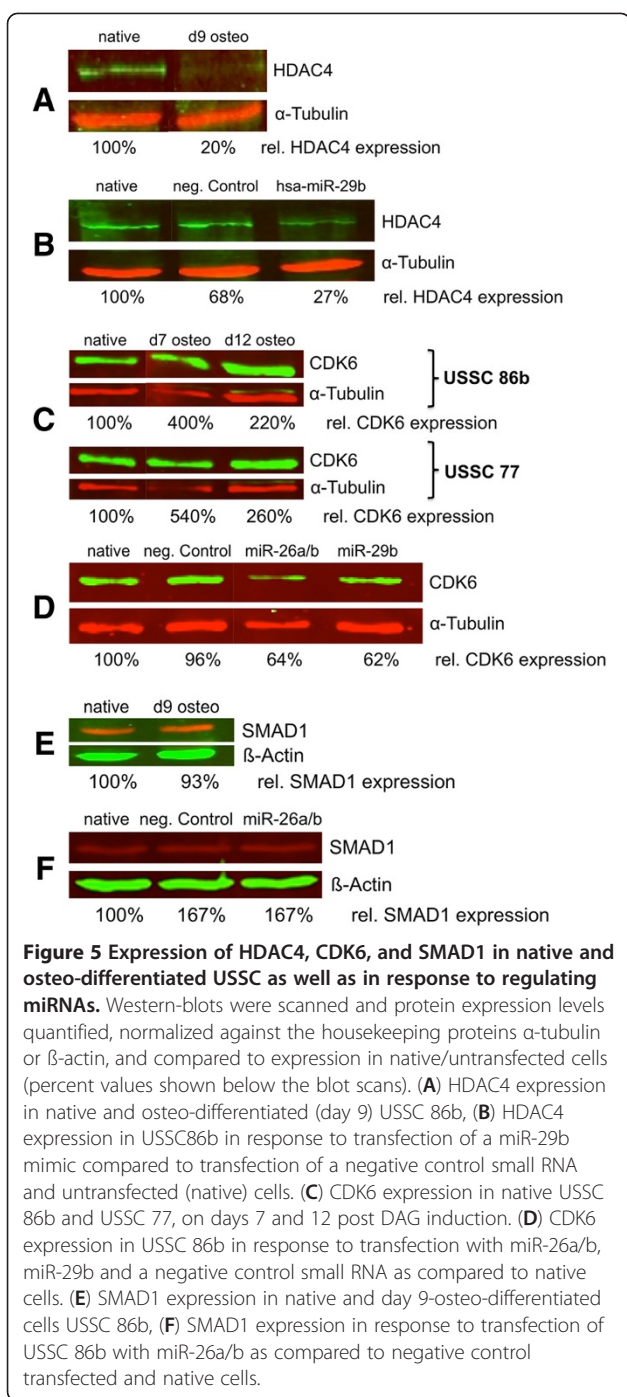 native d9 osteo
HDAC4
A
α-Tubulin
100% 20% rel. HDAC4 expression
native neg. Control hsa-miR-29b
HDAC4
B
α-Tubulin
100% 68% 27% rel. HDAC4 expression
native d7 osteo d12 osteo
CDK6
USSC 86b
α-Tubulin
C
100% 400% 220% rel. CDK6 expression
CDK6
USSC 77
α-Tubulin
100% 540% 260% rel. CDK6 expression
native neg. Control miR-26a/b miR-29b
CDK6
D
α-Tubulin
100% 96% 64% 62% rel. CDK6 expression
native d9 osteo
SMAD1
E
ß-Actin
100% 93% rel. SMAD1 expression
native neg. Control miR-26a/b
SMAD1
F
ß-Actin
100% 167% 167% rel. SMAD1 expression
Figure 5 Expression of HDAC4, CDK6, and SMAD1 in native and
osteo-differentiated USSC as well as in response to regulating
miRNAs. Western-blots were scanned and protein expression levels
quantified, normalized against the housekeeping proteins α-tubulin
or ß-actin, and compared to expression in native/untransfected cells
(percent values shown below the blot scans). (A) HDAC4 expression
in native and osteo-differentiated (day 9) USSC 86b, (B) HDAC4
expression in USSC86b in response to transfection of a miR-29b
mimic compared to transfection of a negative control small RNA
and untransfected (native) cells. (C) CDK6 expression in native USSC
86b and USSC 77, on days 7 and 12 post DAG induction. (D) CDK6
expression in USSC 86b in response to transfection with miR-26a/b,
miR-29b and a negative control small RNA as compared to native
cells. (E) SMAD1 expression in native and day 9-osteo-differentiated
cells USSC 86b, (F) SMAD1 expression in response to transfection of
USSC 86b with miR-26a/b as compared to negative control
transfected and native cells.